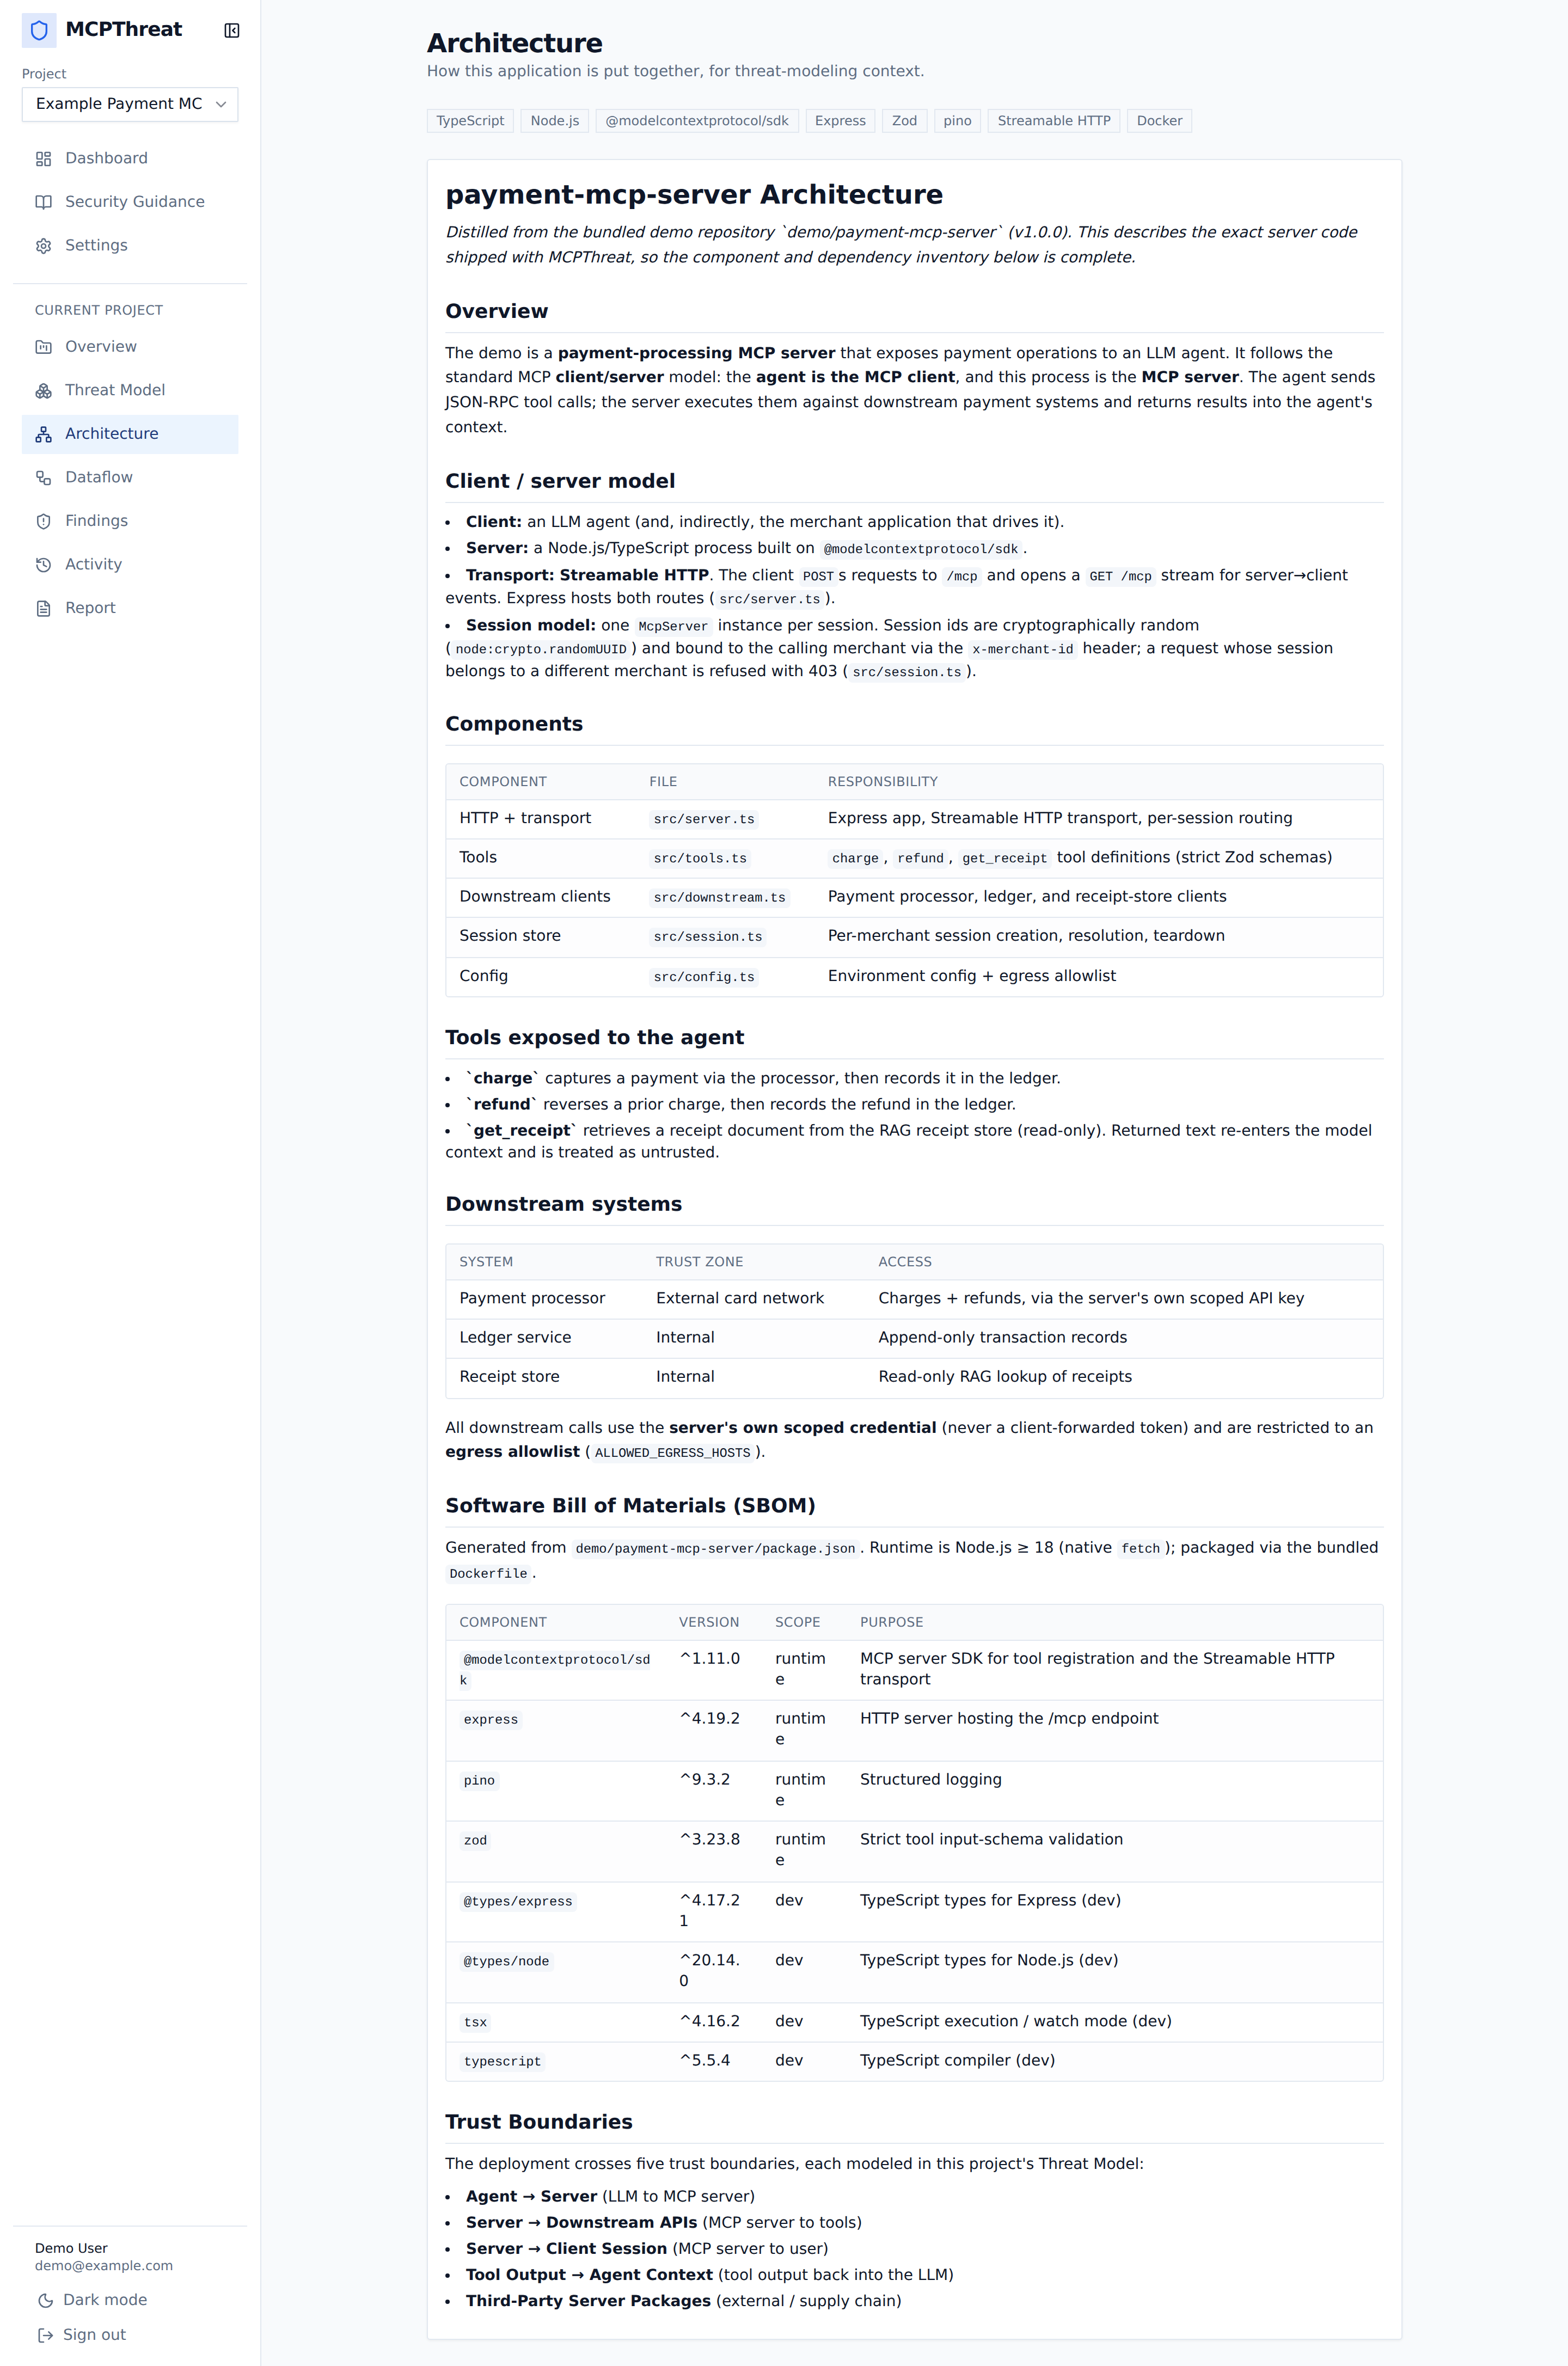 MCPThreat
Project
Example Payment MC
Dashboard
Security Guidance
Settings
CURRENT PROJECT
Overview
Threat Model
Architecture
Dataflow
Findings
Activity
Report
Demo User
demo@example.com
Dark mode
Sign out
Architecture
How this application is put together, for threat-modeling context.
TypeScript Node.js @modelcontextprotocol/sdk Express Zod pino Streamable HTTP Docker
payment-mcp-server Architecture
Distilled from the bundled demo repository `demo/payment-mcp-server` (v1.0.0). This describes the exact server code
shipped with MCPThreat, so the component and dependency inventory below is complete.
Overview
The demo is a payment-processing MCP server that exposes payment operations to an LLM agent. It follows the
standard MCP client/server model: the agent is the MCP client, and this process is the MCP server. The agent sends
JSON-RPC tool calls; the server executes them against downstream payment systems and returns results into the agent's
context.
Client / server model
• Client: an LLM agent (and, indirectly, the merchant application that drives it).
• Server: a Node.js/TypeScript process built on @modelcontextprotocol/sdk.
• Transport: Streamable HTTP. The client POSTs requests to /mcp and opens a GET /mcp stream for server→client
events. Express hosts both routes (src/server.ts).
• Session model: one McpServer instance per session. Session ids are cryptographically random
(node:crypto.randomUUID) and bound to the calling merchant via the x-merchant-id header; a request whose session
belongs to a different merchant is refused with 403 (src/session.ts).
Components
COMPONENT FILE RESPONSIBILITY
HTTP + transport src/server.ts Express app, Streamable HTTP transport, per-session routing
Tools src/tools.ts charge, refund, get_receipt tool definitions (strict Zod schemas)
Downstream clients src/downstream.ts Payment processor, ledger, and receipt-store clients
Session store src/session.ts Per-merchant session creation, resolution, teardown
Config src/config.ts Environment config + egress allowlist
Tools exposed to the agent
• `charge` captures a payment via the processor, then records it in the ledger.
• `refund` reverses a prior charge, then records the refund in the ledger.
• `get_receipt` retrieves a receipt document from the RAG receipt store (read-only). Returned text re-enters the model
context and is treated as untrusted.
Downstream systems
SYSTEM TRUST ZONE ACCESS
Payment processor External card network Charges + refunds, via the server's own scoped API key
Ledger service Internal Append-only transaction records
Receipt store Internal Read-only RAG lookup of receipts
All downstream calls use the server's own scoped credential (never a client-forwarded token) and are restricted to an
egress allowlist (ALLOWED_EGRESS_HOSTS).
Software Bill of Materials (SBOM)
Generated from demo/payment-mcp-server/package.json. Runtime is Node.js ≥ 18 (native fetch); packaged via the bundled
Dockerfile.
COMPONENT VERSION SCOPE PURPOSE
@modelcontextprotocol/sd ^1.11.0 runtim MCP server SDK for tool registration and the Streamable HTTP
k e transport
express ^4.19.2 runtim HTTP server hosting the /mcp endpoint
e
pino ^9.3.2 runtim Structured logging
e
zod ^3.23.8 runtim Strict tool input-schema validation
e
@types/express ^4.17.2 dev TypeScript types for Express (dev)
1
@types/node ^20.14. dev TypeScript types for Node.js (dev)
0
tsx ^4.16.2 dev TypeScript execution / watch mode (dev)
typescript ^5.5.4 dev TypeScript compiler (dev)
Trust Boundaries
The deployment crosses five trust boundaries, each modeled in this project's Threat Model:
• Agent → Server (LLM to MCP server)
• Server → Downstream APIs (MCP server to tools)
• Server → Client Session (MCP server to user)
• Tool Output → Agent Context (tool output back into the LLM)
• Third-Party Server Packages (external / supply chain)